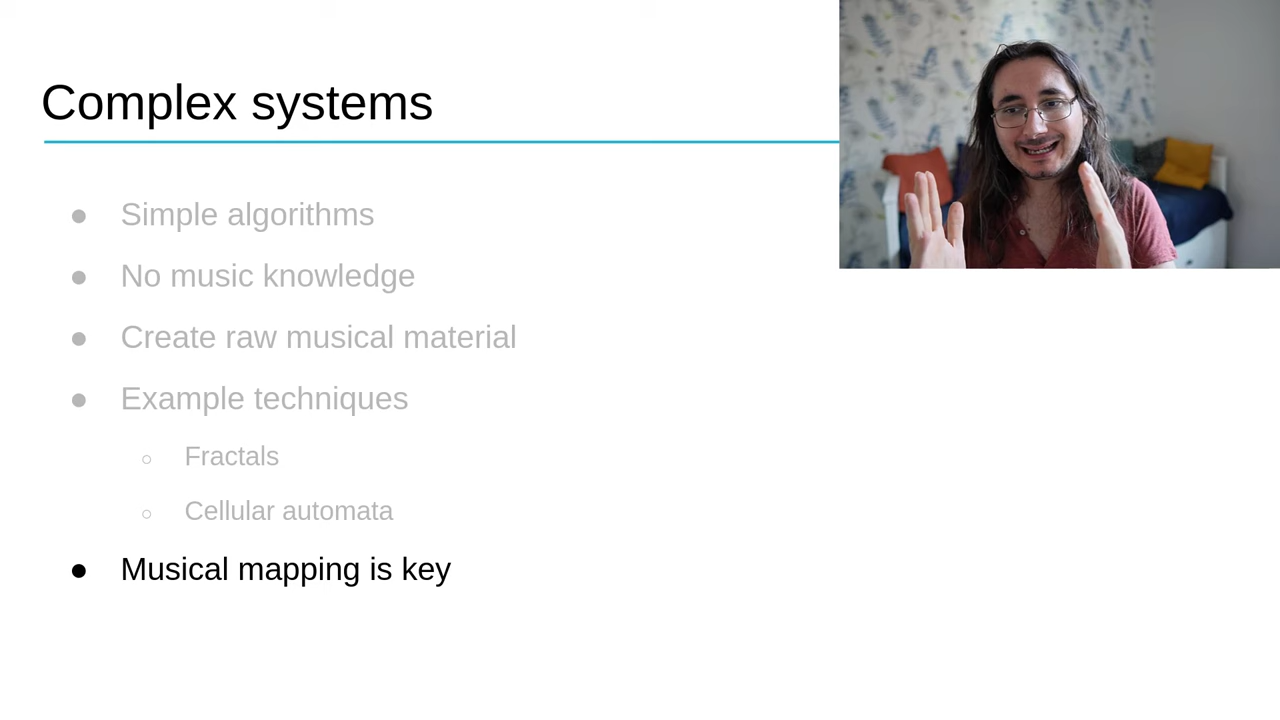 Complex systems
● Simple algorithms
● No music knowledge
● Create raw musical material
● Example techniques
○ Fractals
○ Cellular automata
● Musical mapping is key